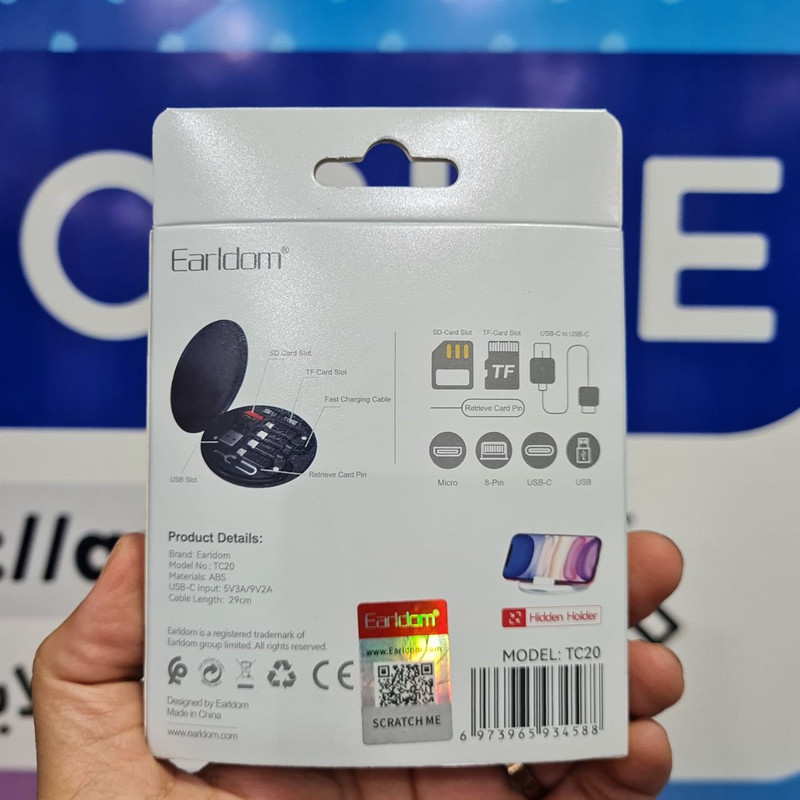 Earldom®
SD Card Slot
TF Card Slot
Fast Charging Cable
USB Slot
Retrieve Card Pin
SD-Card Slot
TF-Card Slot
USB-C to USB-C
TF
Retrieve Card Pin
Micro
8-Pin
USB-C
USB
Product Details:
Brand: Earldom
Model No.: TC20
Materials: ABS
USB-C Input: 5V3A/9V2A
Cable Length: 29cm
Hidden Holder
Earldom is a registered trademark of
Earldom group limited. All rights reserved.
CE
Designed by Earldom
Made in China
www.earldom.com
Earldom®
www.Earldom.com
SCRATCH ME
MODEL: TC20
6 973965 934588